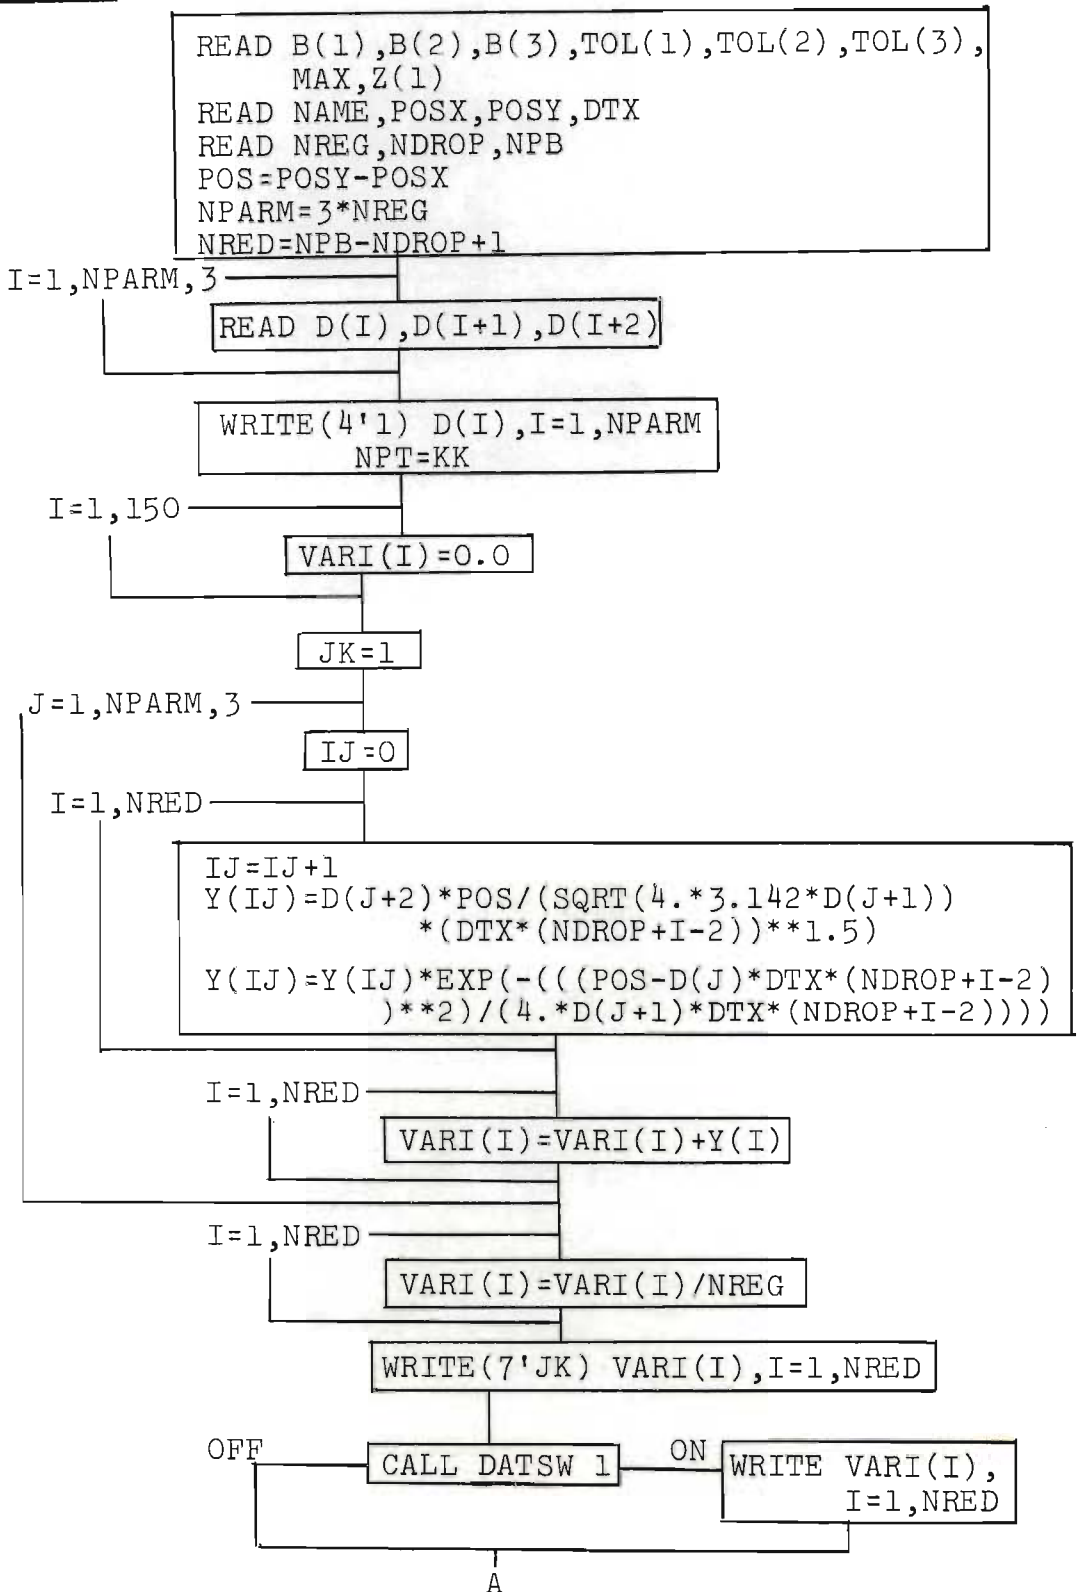 READ B(1),B(2),B(3),TOL(1),TOL(2),TOL(3),
MAX,Z(1)
READ NAME,POSX,POSY,DTX
READ NREG,NDROP,NPB
POS=POSY-POSX
NPARM=3*NREG
NRED=NPB-NDROP+1
I=1,NPARM,3
READ D(I),D(I+1),D(I+2)
WRITE(4'1) D(I),I=1,NPARM
NPT=KK
I=1,150
VARI(I)=0.0
JK=1
J=1,NPARM,3
IJ=0
I=1,NRED
IJ=IJ+1
Y(IJ)=D(J+2)*POS/(SQRT(4.*3.142*D(J+1))
*(DTX*(NDROP+I-2))**1.5)
Y(IJ)=Y(IJ)*EXP(-(((POS-D(J)*DTX*(NDROP+I-2)
)**2)/(4.*D(J+1)*DTX*(NDROP+I-2))))
I=1,NRED
VARI(I)=VARI(I)+Y(I)
I=1,NRED
VARI(I)=VARI(I)/NREG
WRITE(7'JK) VARI(I),I=1,NRED
OFF CALL DATSW 1 ON WRITE VARI(I),
I=1,NRED
A